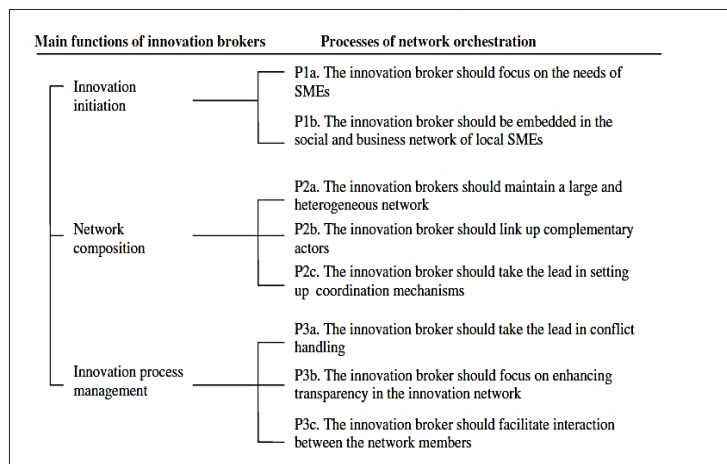 Main functions of innovation brokers
Processes of network orchestration
Innovation
initiation
P1a. The innovation broker should focus on the needs of
SMEs
P1b. The innovation broker should be embedded in the
social and business network of local SMEs
Network
composition
P2a. The innovation brokers should maintain a large and
heterogeneous network
P2b. The innovation broker should link up complementary
actors
P2c. The innovation broker should take the lead in setting
up coordination mechanisms
Innovation process
management
P3a. The innovation broker should take the lead in conflict
handling
P3b. The innovation broker should focus on enhancing
transparency in the innovation network
P3c. The innovation broker should facilitate interaction
between the network members